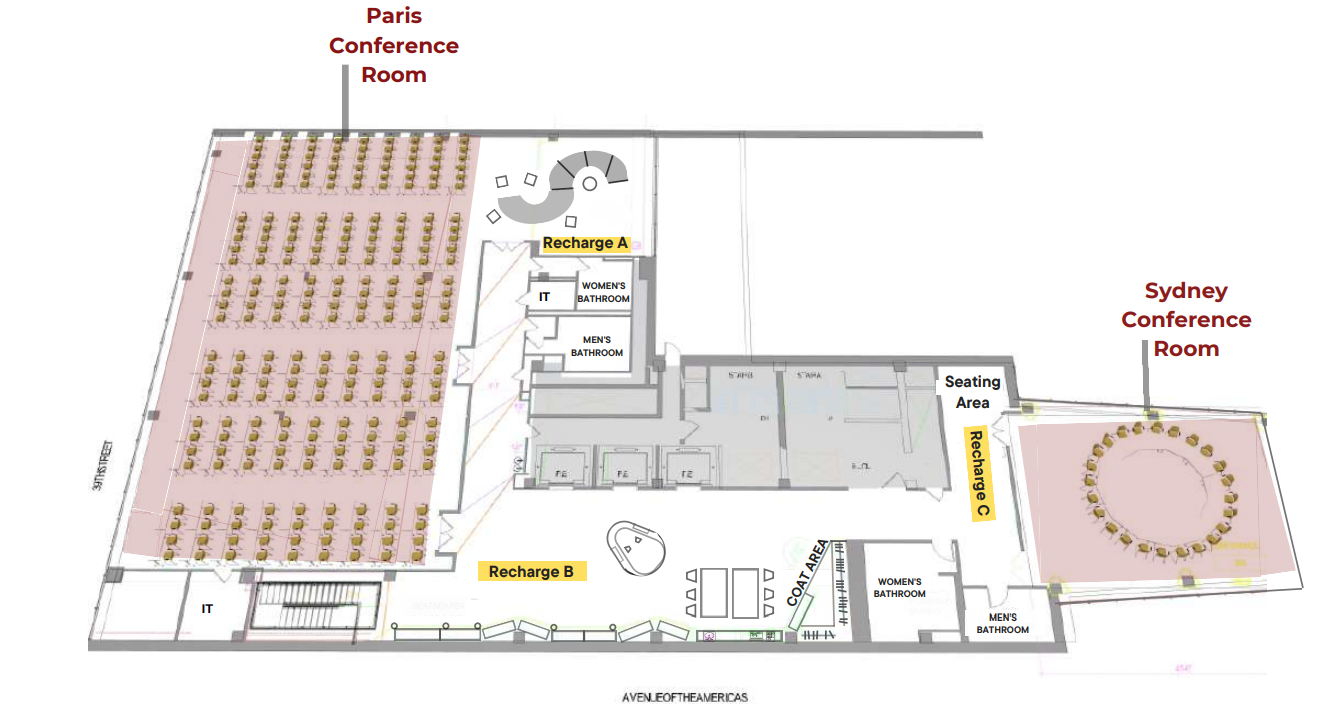 Paris
Conference
Room
Recharge A
WOMEN'S
BATHROOM
IT
MEN'S
BATHROOM
Sydney
Conference
Room
Seating
Area
Recharge C
39TH STREET
Recharge B
COAT AREA
WOMEN'S
BATHROOM
IT
MEN'S
BATHROOM
AVENUE OF THE AMERICAS